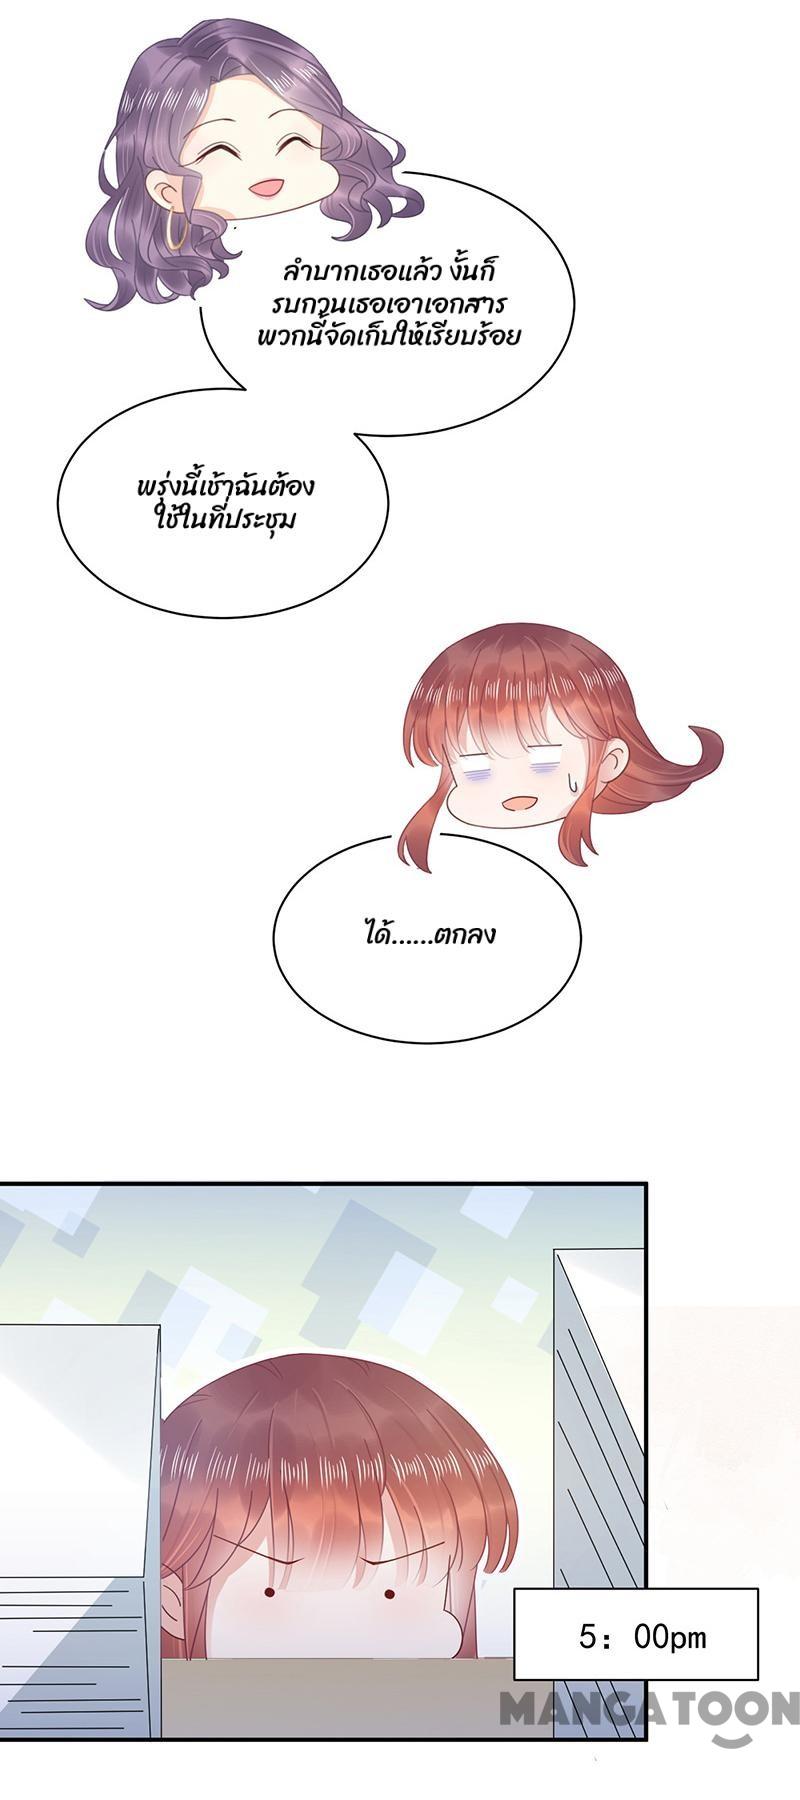 ลำบากเธอแล้ว งั้นก็
รบกวนเธอเอาเอกสาร
พวกนี้จัดเก็บให้เรียบร้อย
พรุ่งนี้เช้าฉันต้อง
ใช้ในที่ประชุม
ได้......ตกลง
5：00pm
MANGATOON